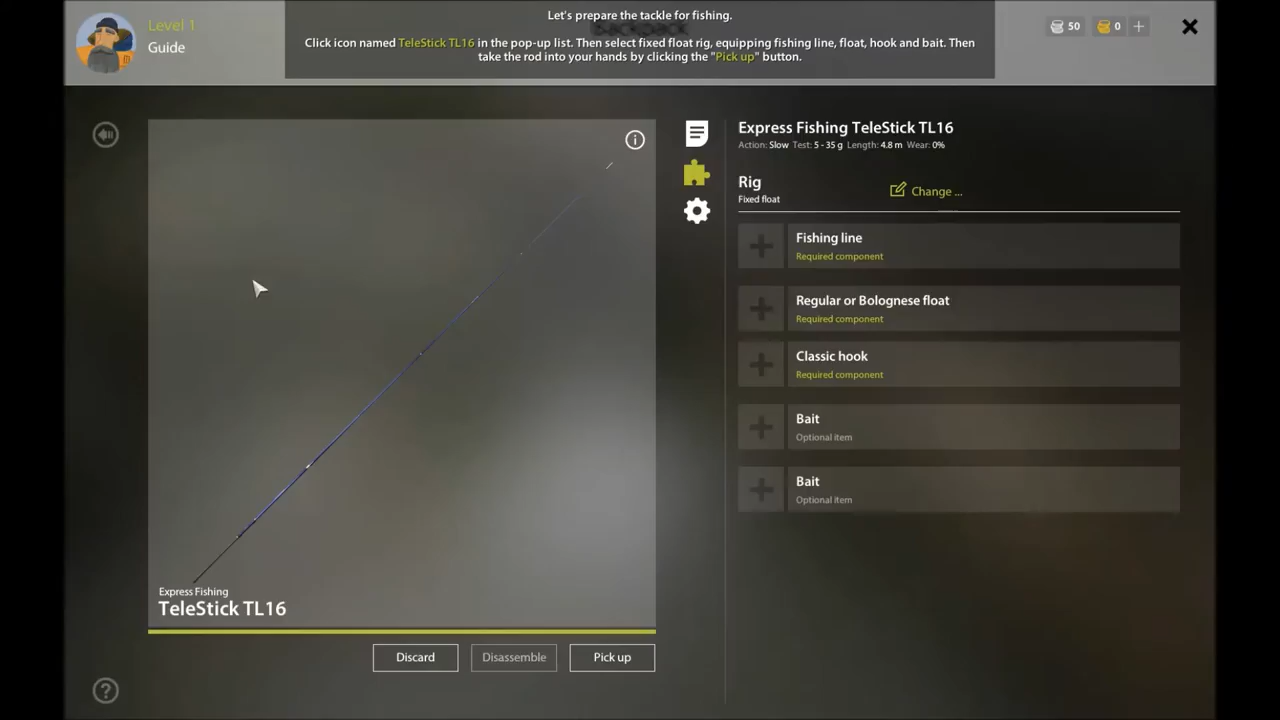 Level 1
Guide
Let's prepare the tackle for fishing.
Click icon named TeleStick TL16 in the pop-up list. Then select fixed float rig, equipping fishing line, float, hook and bait. Then
take the rod into your hands by clicking the "Pick up" button.
50
0
Express Fishing TeleStick TL16
Action: Slow Test: 5 - 35 g Length: 4.8 m Wear: 0%
Rig
Fixed float
Change ...
Fishing line
Required component
Regular or Bolognese float
Required component
Classic hook
Required component
Bait
Optional item
Bait
Optional item
Express Fishing
TeleStick TL16
Discard
Disassemble
Pick up